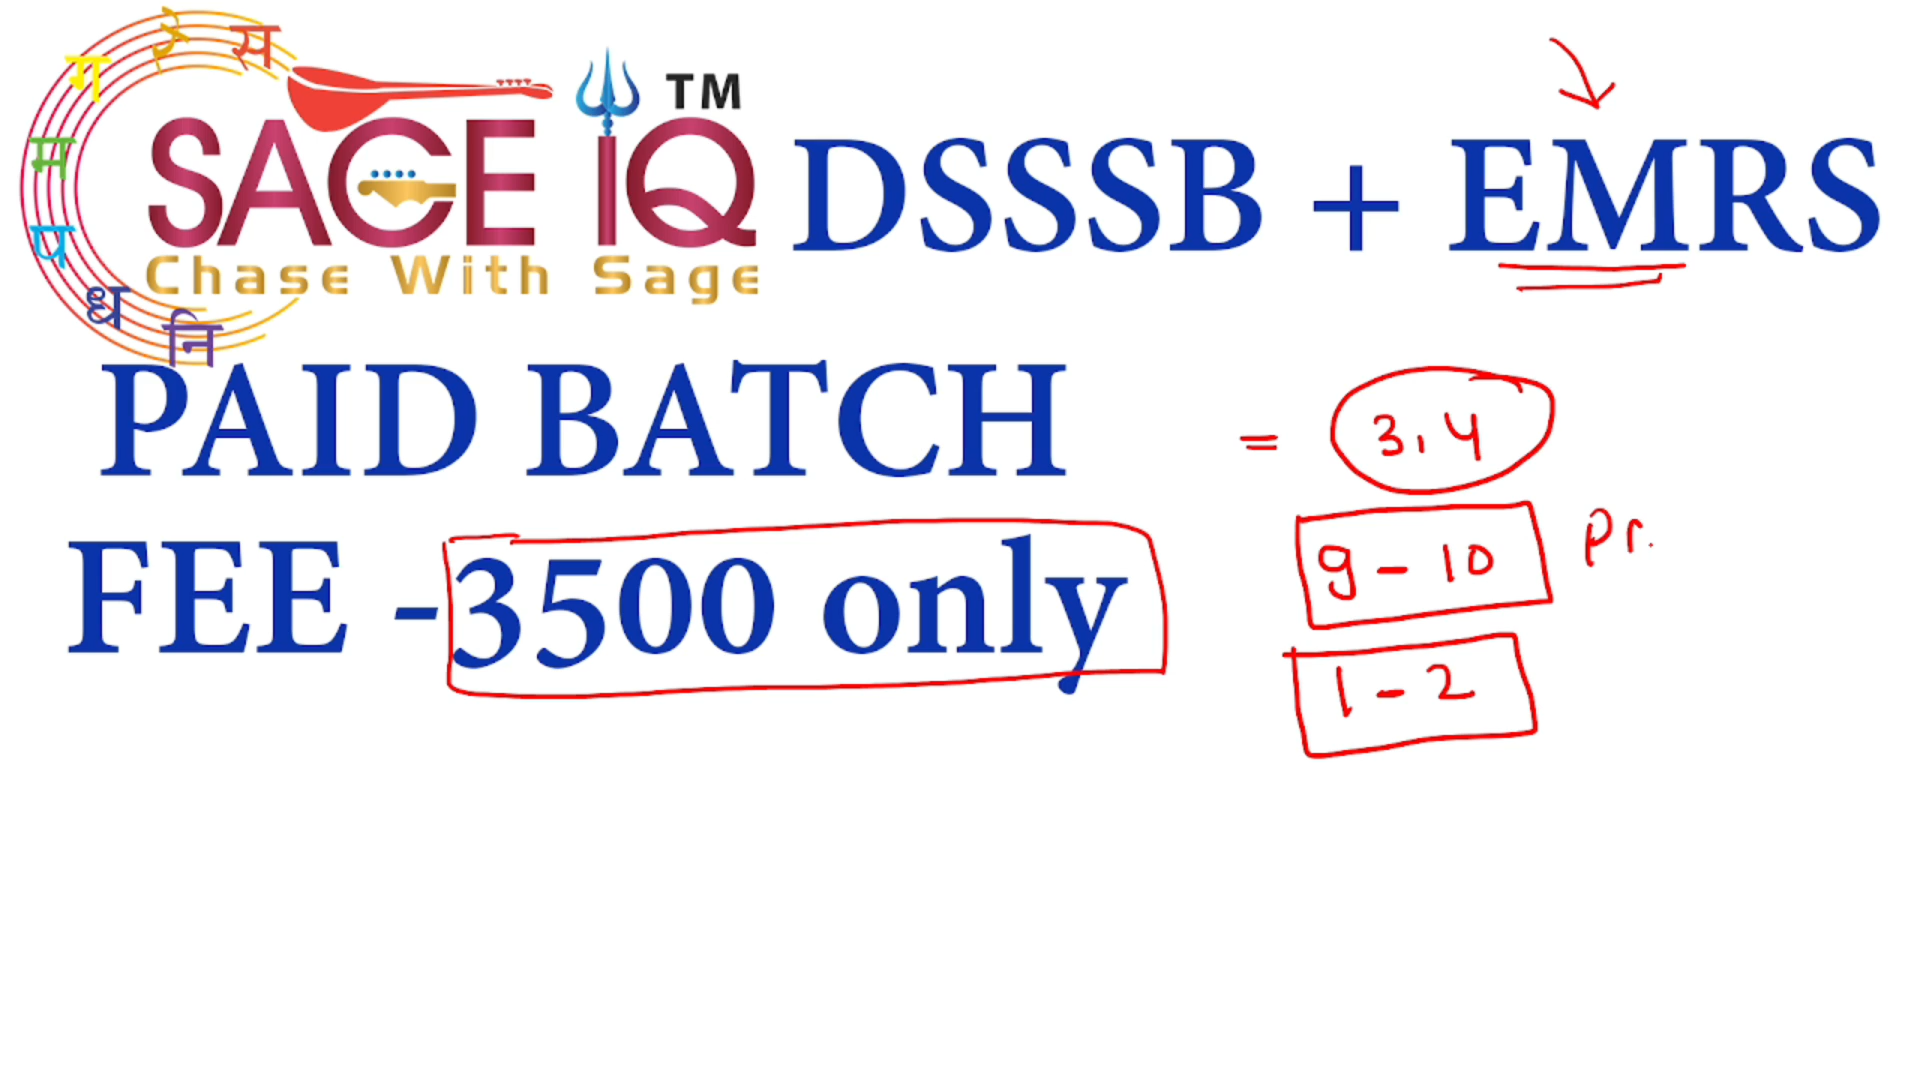 स
रे
ग
म
प
ध
नि
SAGE IQ TM
Chase With Sage
DSSSB + EMRS
PAID BATCH
= 3,4
FEE -3500 only
9-10 Pr.
1-2